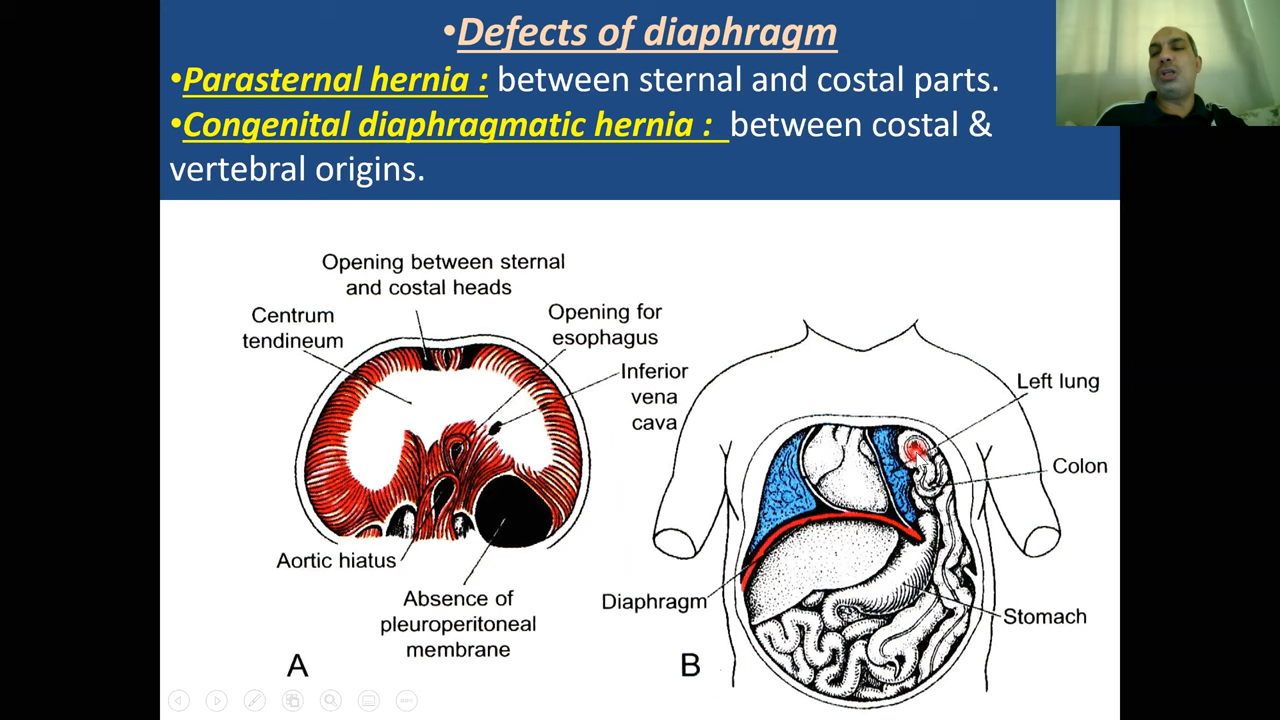 •Defects of diaphragm
•Parasternal hernia : between sternal and costal parts.
•Congenital diaphragmatic hernia : between costal &
vertebral origins.
Opening between sternal
and costal heads
Centrum
tendineum
Opening for
esophagus
Inferior
vena
cava
Aortic hiatus
Absence of
pleuroperitoneal
membrane
A
Left lung
Colon
Diaphragm
Stomach
B